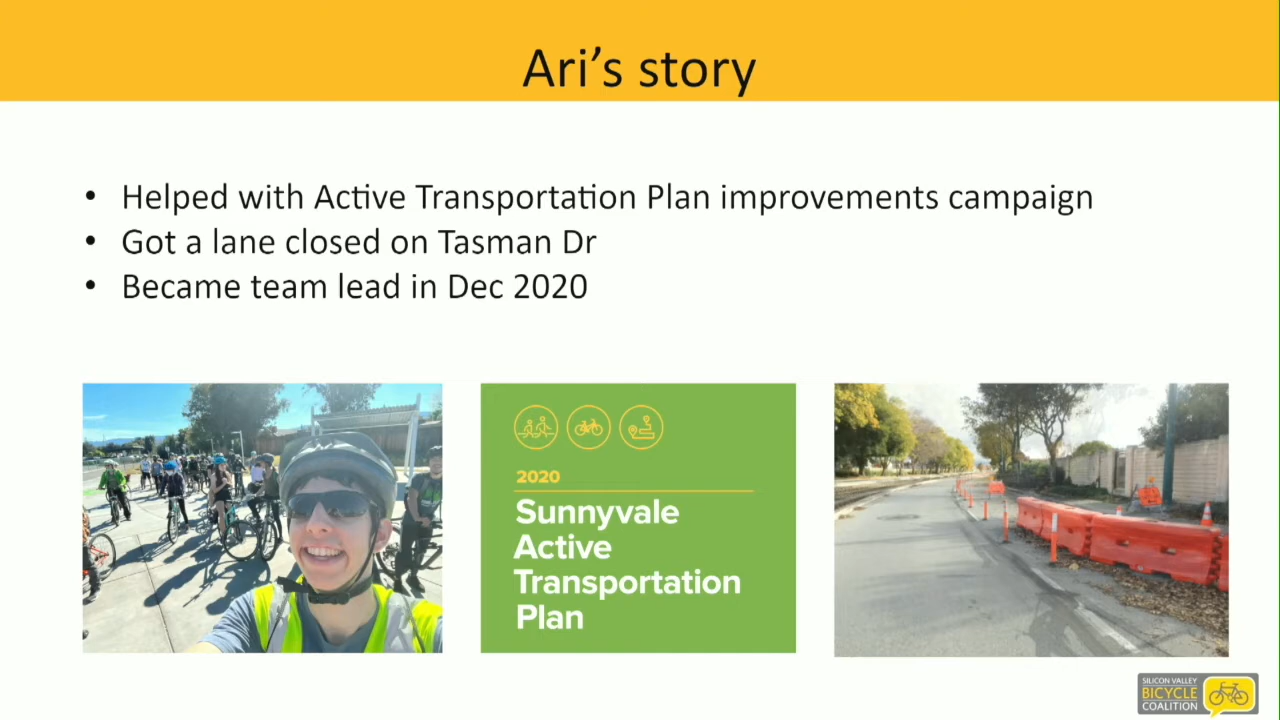 Ari’s story
• Helped with Active Transportation Plan improvements campaign
• Got a lane closed on Tasman Dr
• Became team lead in Dec 2020
2020
Sunnyvale
Active
Transportation
Plan
SILICON VALLEY
BICYCLE
COALITION